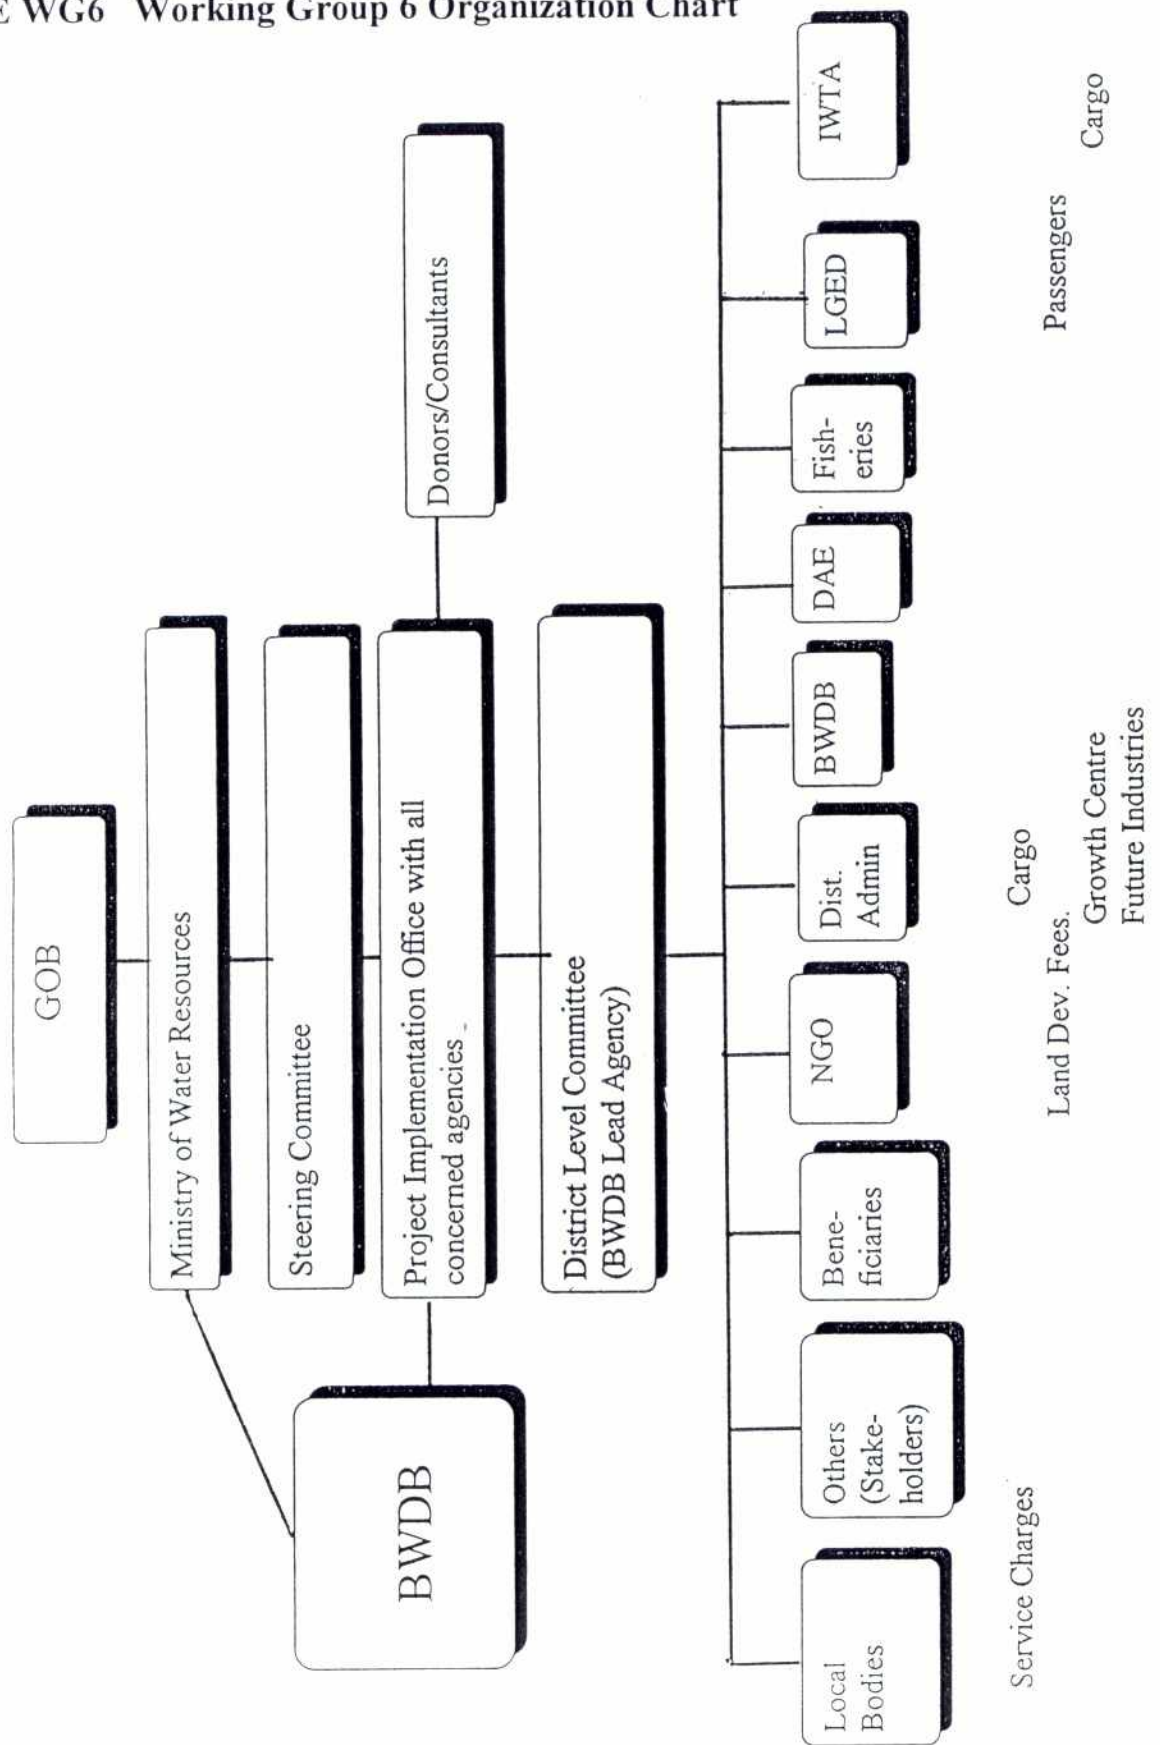 E WG6 Working Group 6 Organization Chart
GOB
Ministry of Water Resources
Steering Committee
Project Implementation Office with all
concerned agencies
BWDB
Donors/Consultants
District Level Committee
(BWDB Lead Agency)
Local
Bodies
Others
(Stake-
holders)
Bene-
ficiaries
NGO
Dist.
Admin
BWDB
DAE
Fish-
eries
LGED
IWTA
Service Charges
Cargo
Land Dev. Fees.
Growth Centre
Future Industries
Passengers
Cargo